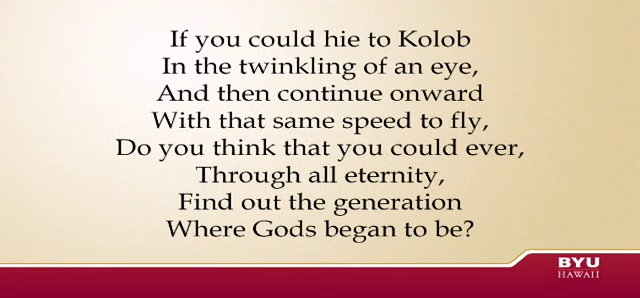 If you could hie to Kolob
In the twinkling of an eye,
And then continue onward
With that same speed to fly,
Do you think that you could ever,
Through all eternity,
Find out the generation
Where Gods began to be?
BYU
HAWAII